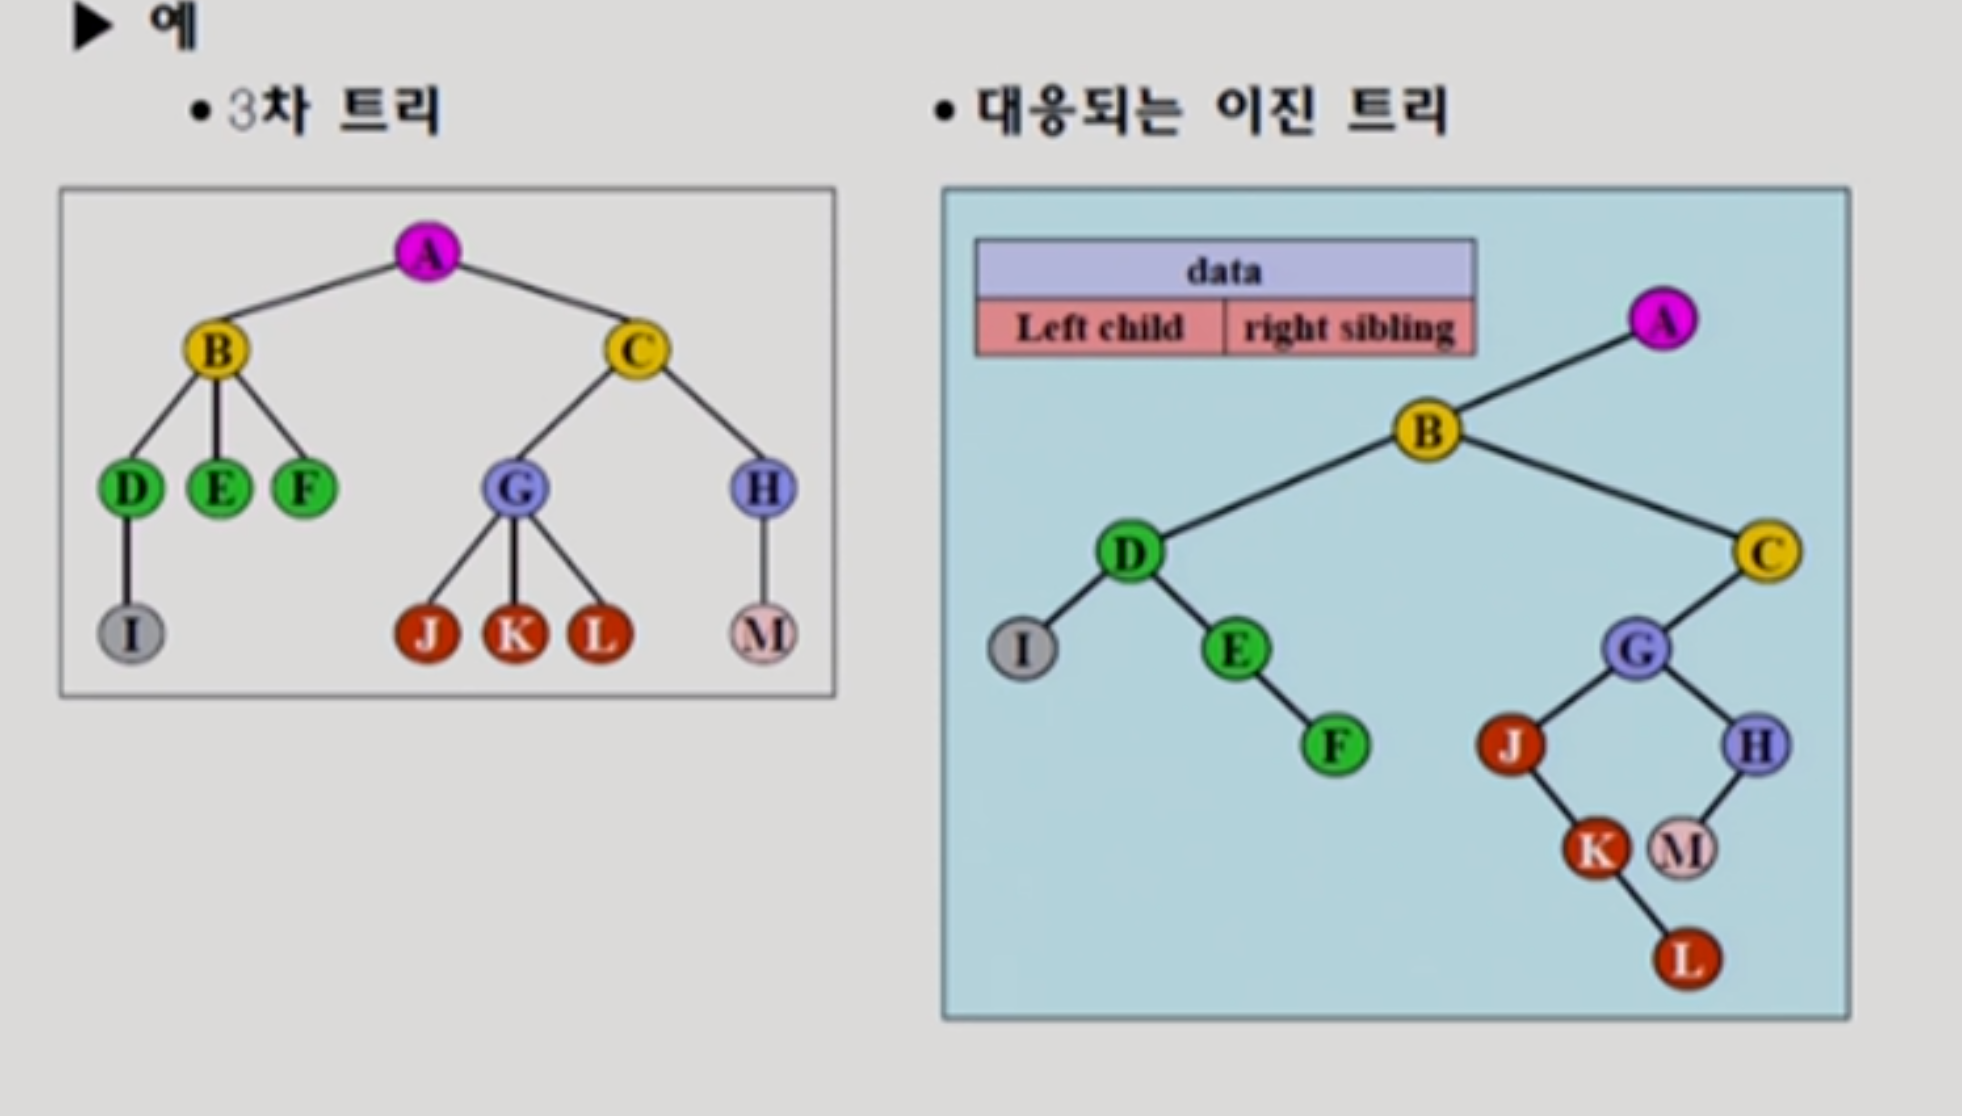 ▶ 예
• 3차 트리
• 대응되는 이진 트리
A
B C
D E F G H
I J K L M
data
Left child right sibling
A
B
D C
I E G
F J H
K M
L